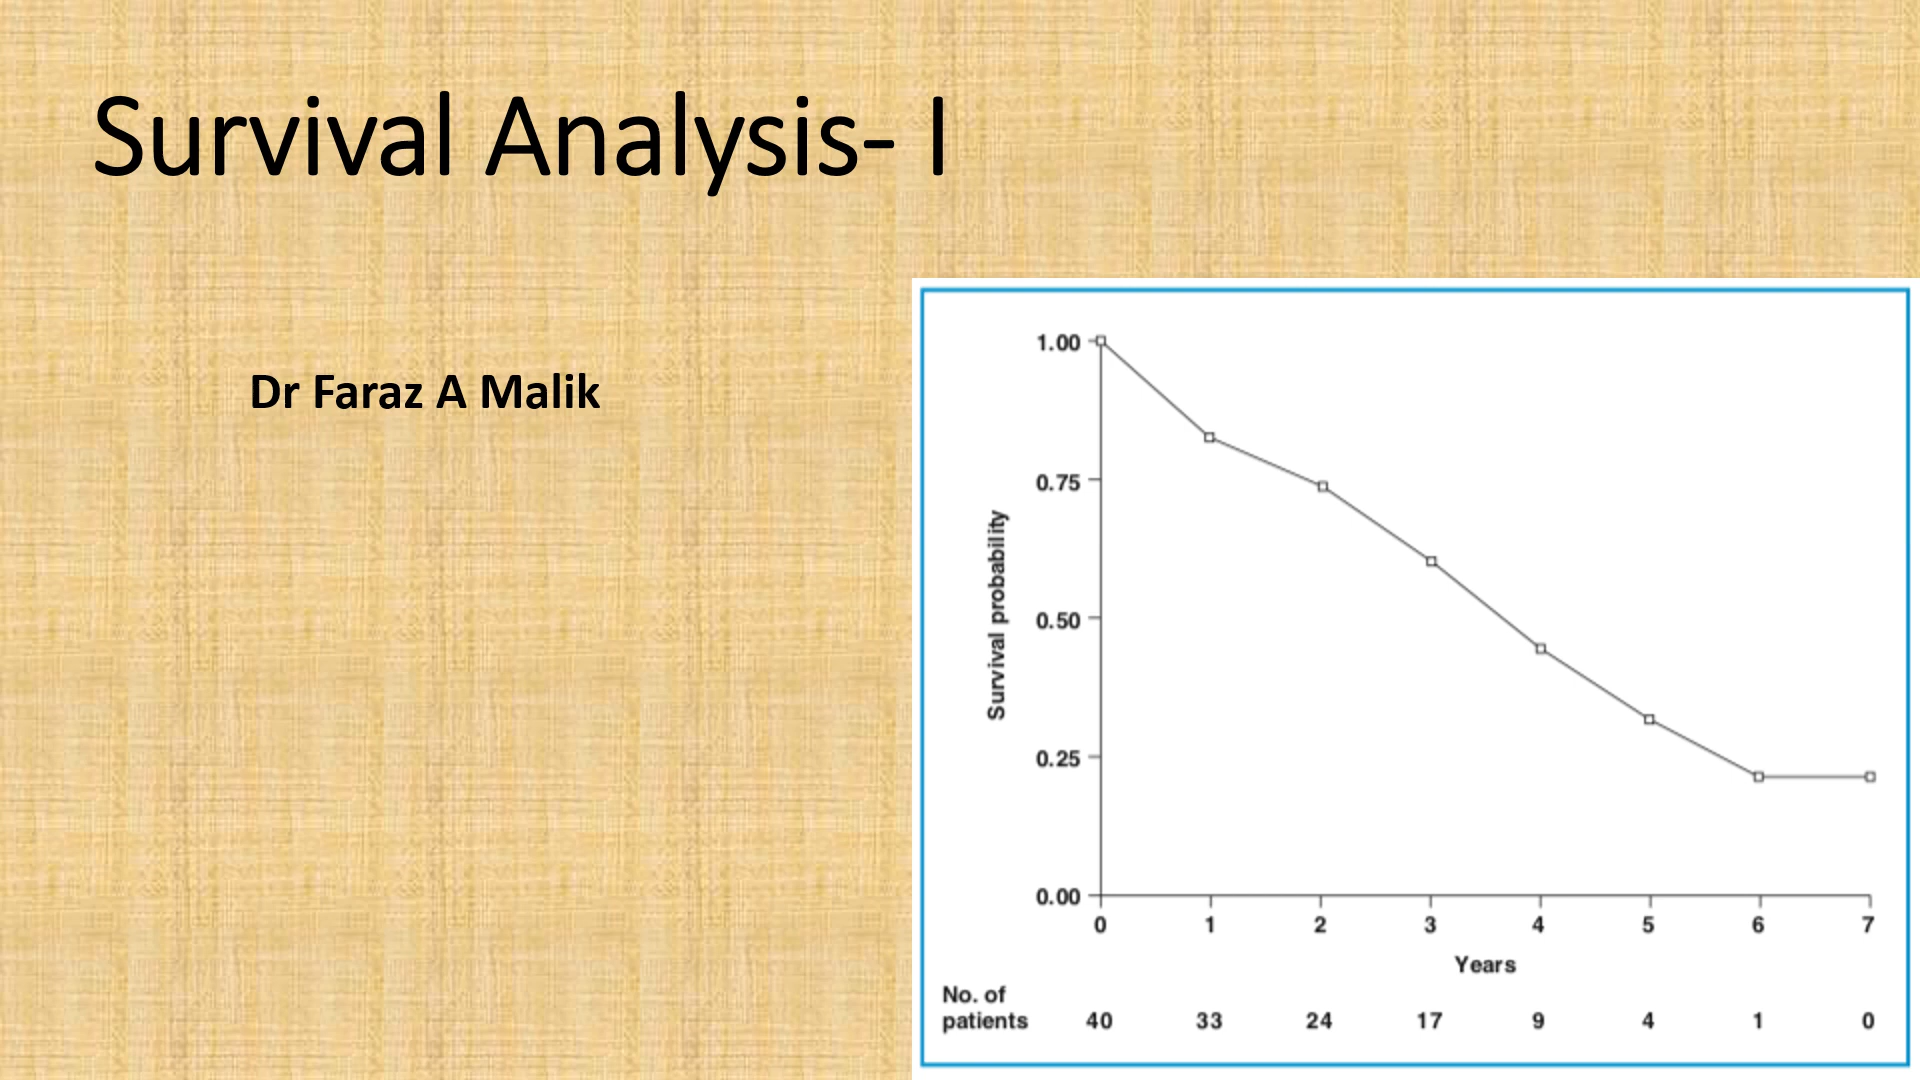 Survival Analysis- I
Dr Faraz A Malik
1.00
0.75
0.50
0.25
0.00
Survival probability
0 1 2 3 4 5 6 7
Years
No. of
patients 40 33 24 17 9 4 1 0